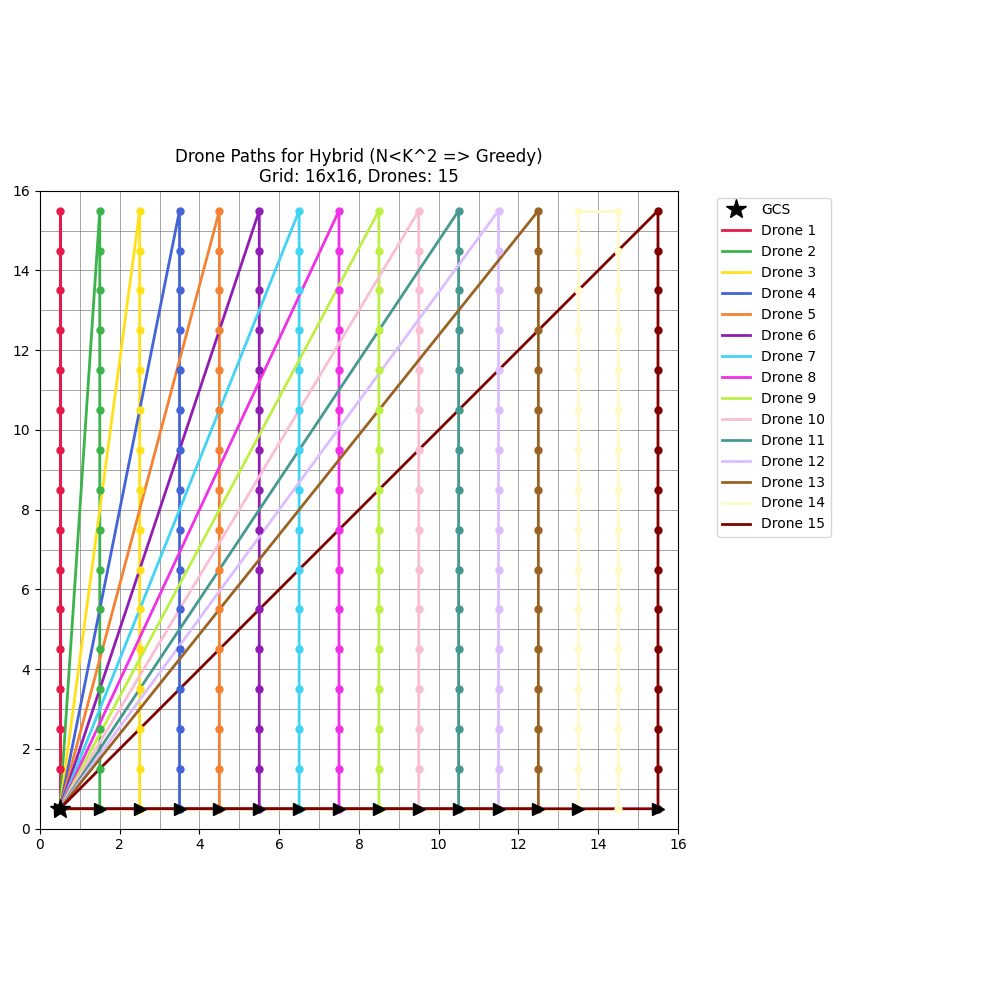 Drone Paths for Hybrid (N<K^2 => Greedy)
Grid: 16x16, Drones: 15
16
14
12
10
8
6
4
2
0
0 2 4 6 8 10 12 14 16
GCS
Drone 1
Drone 2
Drone 3
Drone 4
Drone 5
Drone 6
Drone 7
Drone 8
Drone 9
Drone 10
Drone 11
Drone 12
Drone 13
Drone 14
Drone 15